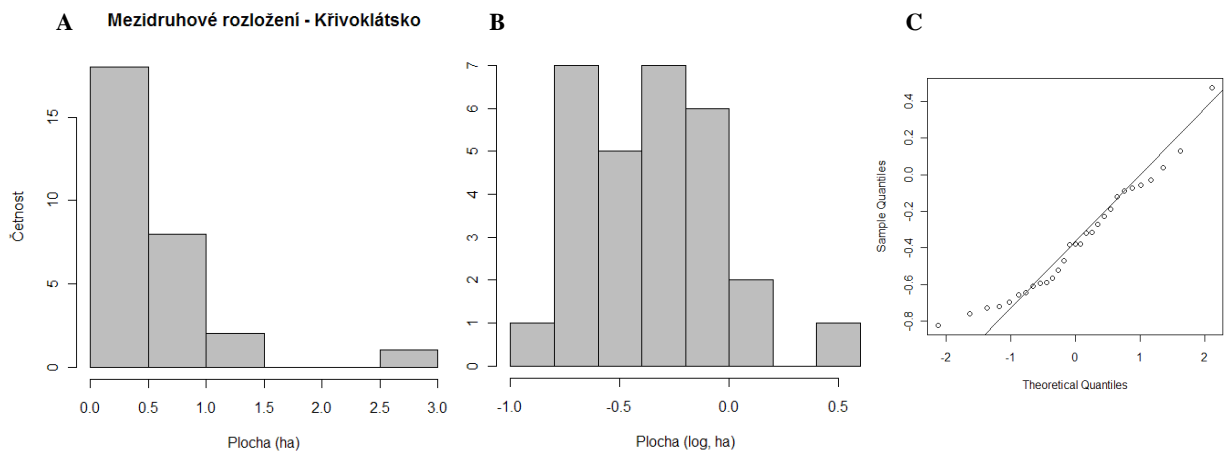 A
Mezidruhové rozložení - Křivoklátsko
Četnost
0
5
10
15
0.0 0.5 1.0 1.5 2.0 2.5 3.0
Plocha (ha)
B
0
1
2
3
4
5
6
7
-1.0 -0.5 0.0 0.5
Plocha (log, ha)
C
Sample Quantiles
-0.8 -0.6 -0.4 -0.2 0.0 0.2 0.4
-2 -1 0 1 2
Theoretical Quantiles